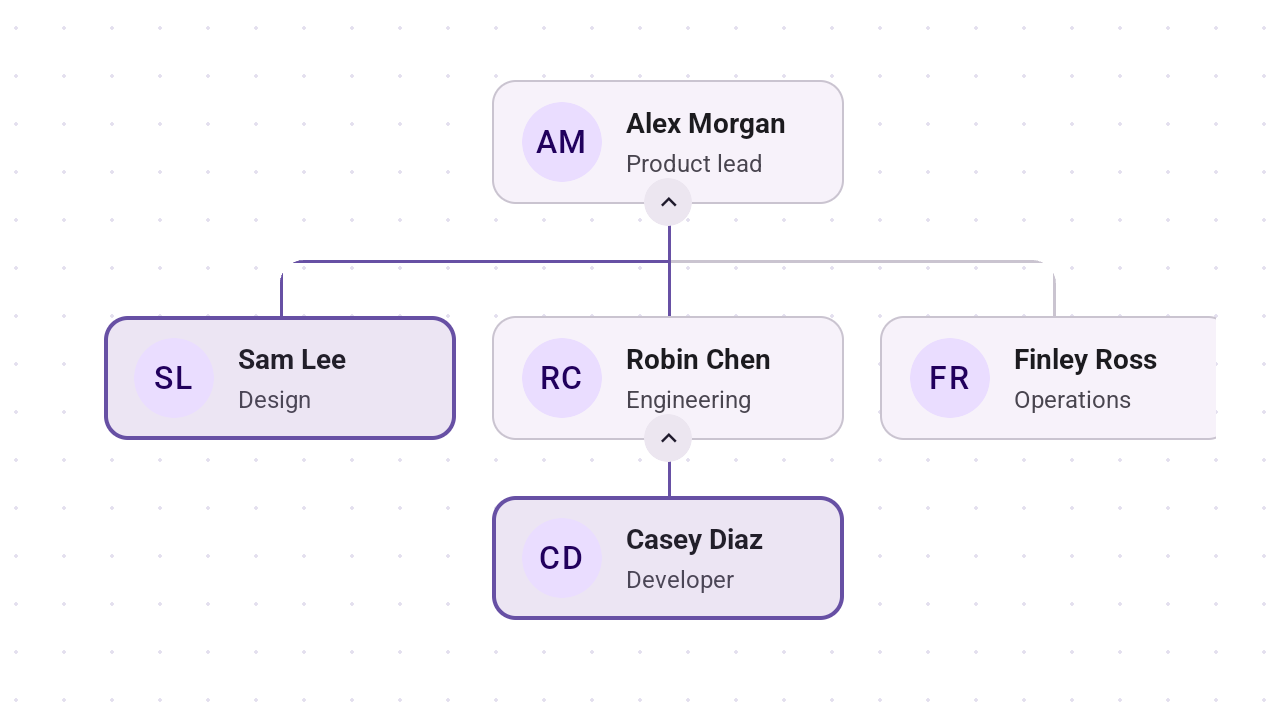 AM
Alex Morgan
Product lead
SL
Sam Lee
Design
RC
Robin Chen
Engineering
FR
Finley Ross
Operations
CD
Casey Diaz
Developer